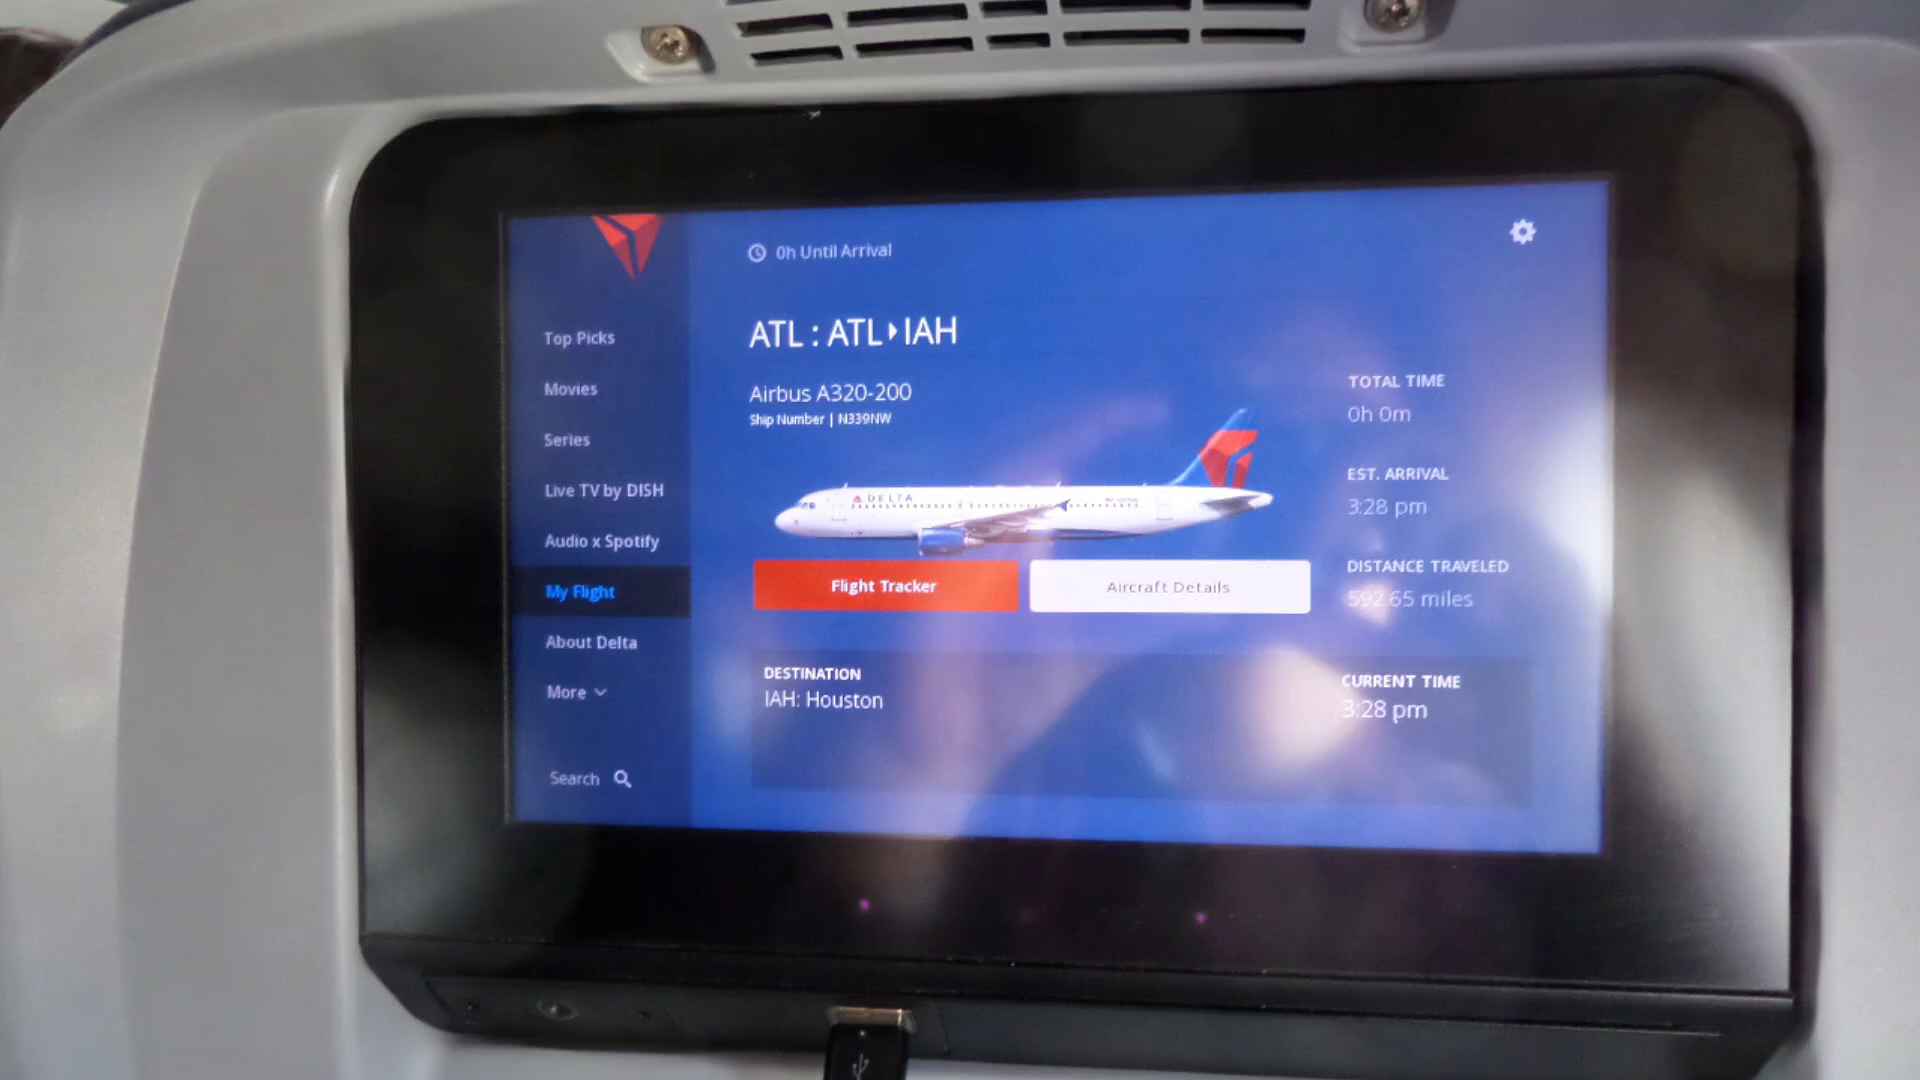 0h Until Arrival
ATL : ATL▸IAH
Airbus A320-200
Ship Number | N339NW
DELTA
Top Picks
Movies
Series
Live TV by DISH
Audio x Spotify
My Flight
About Delta
More
Search
Flight Tracker
Aircraft Details
TOTAL TIME
0h 0m
EST. ARRIVAL
3:28 pm
DISTANCE TRAVELED
592.65 miles
DESTINATION
IAH: Houston
CURRENT TIME
3:28 pm